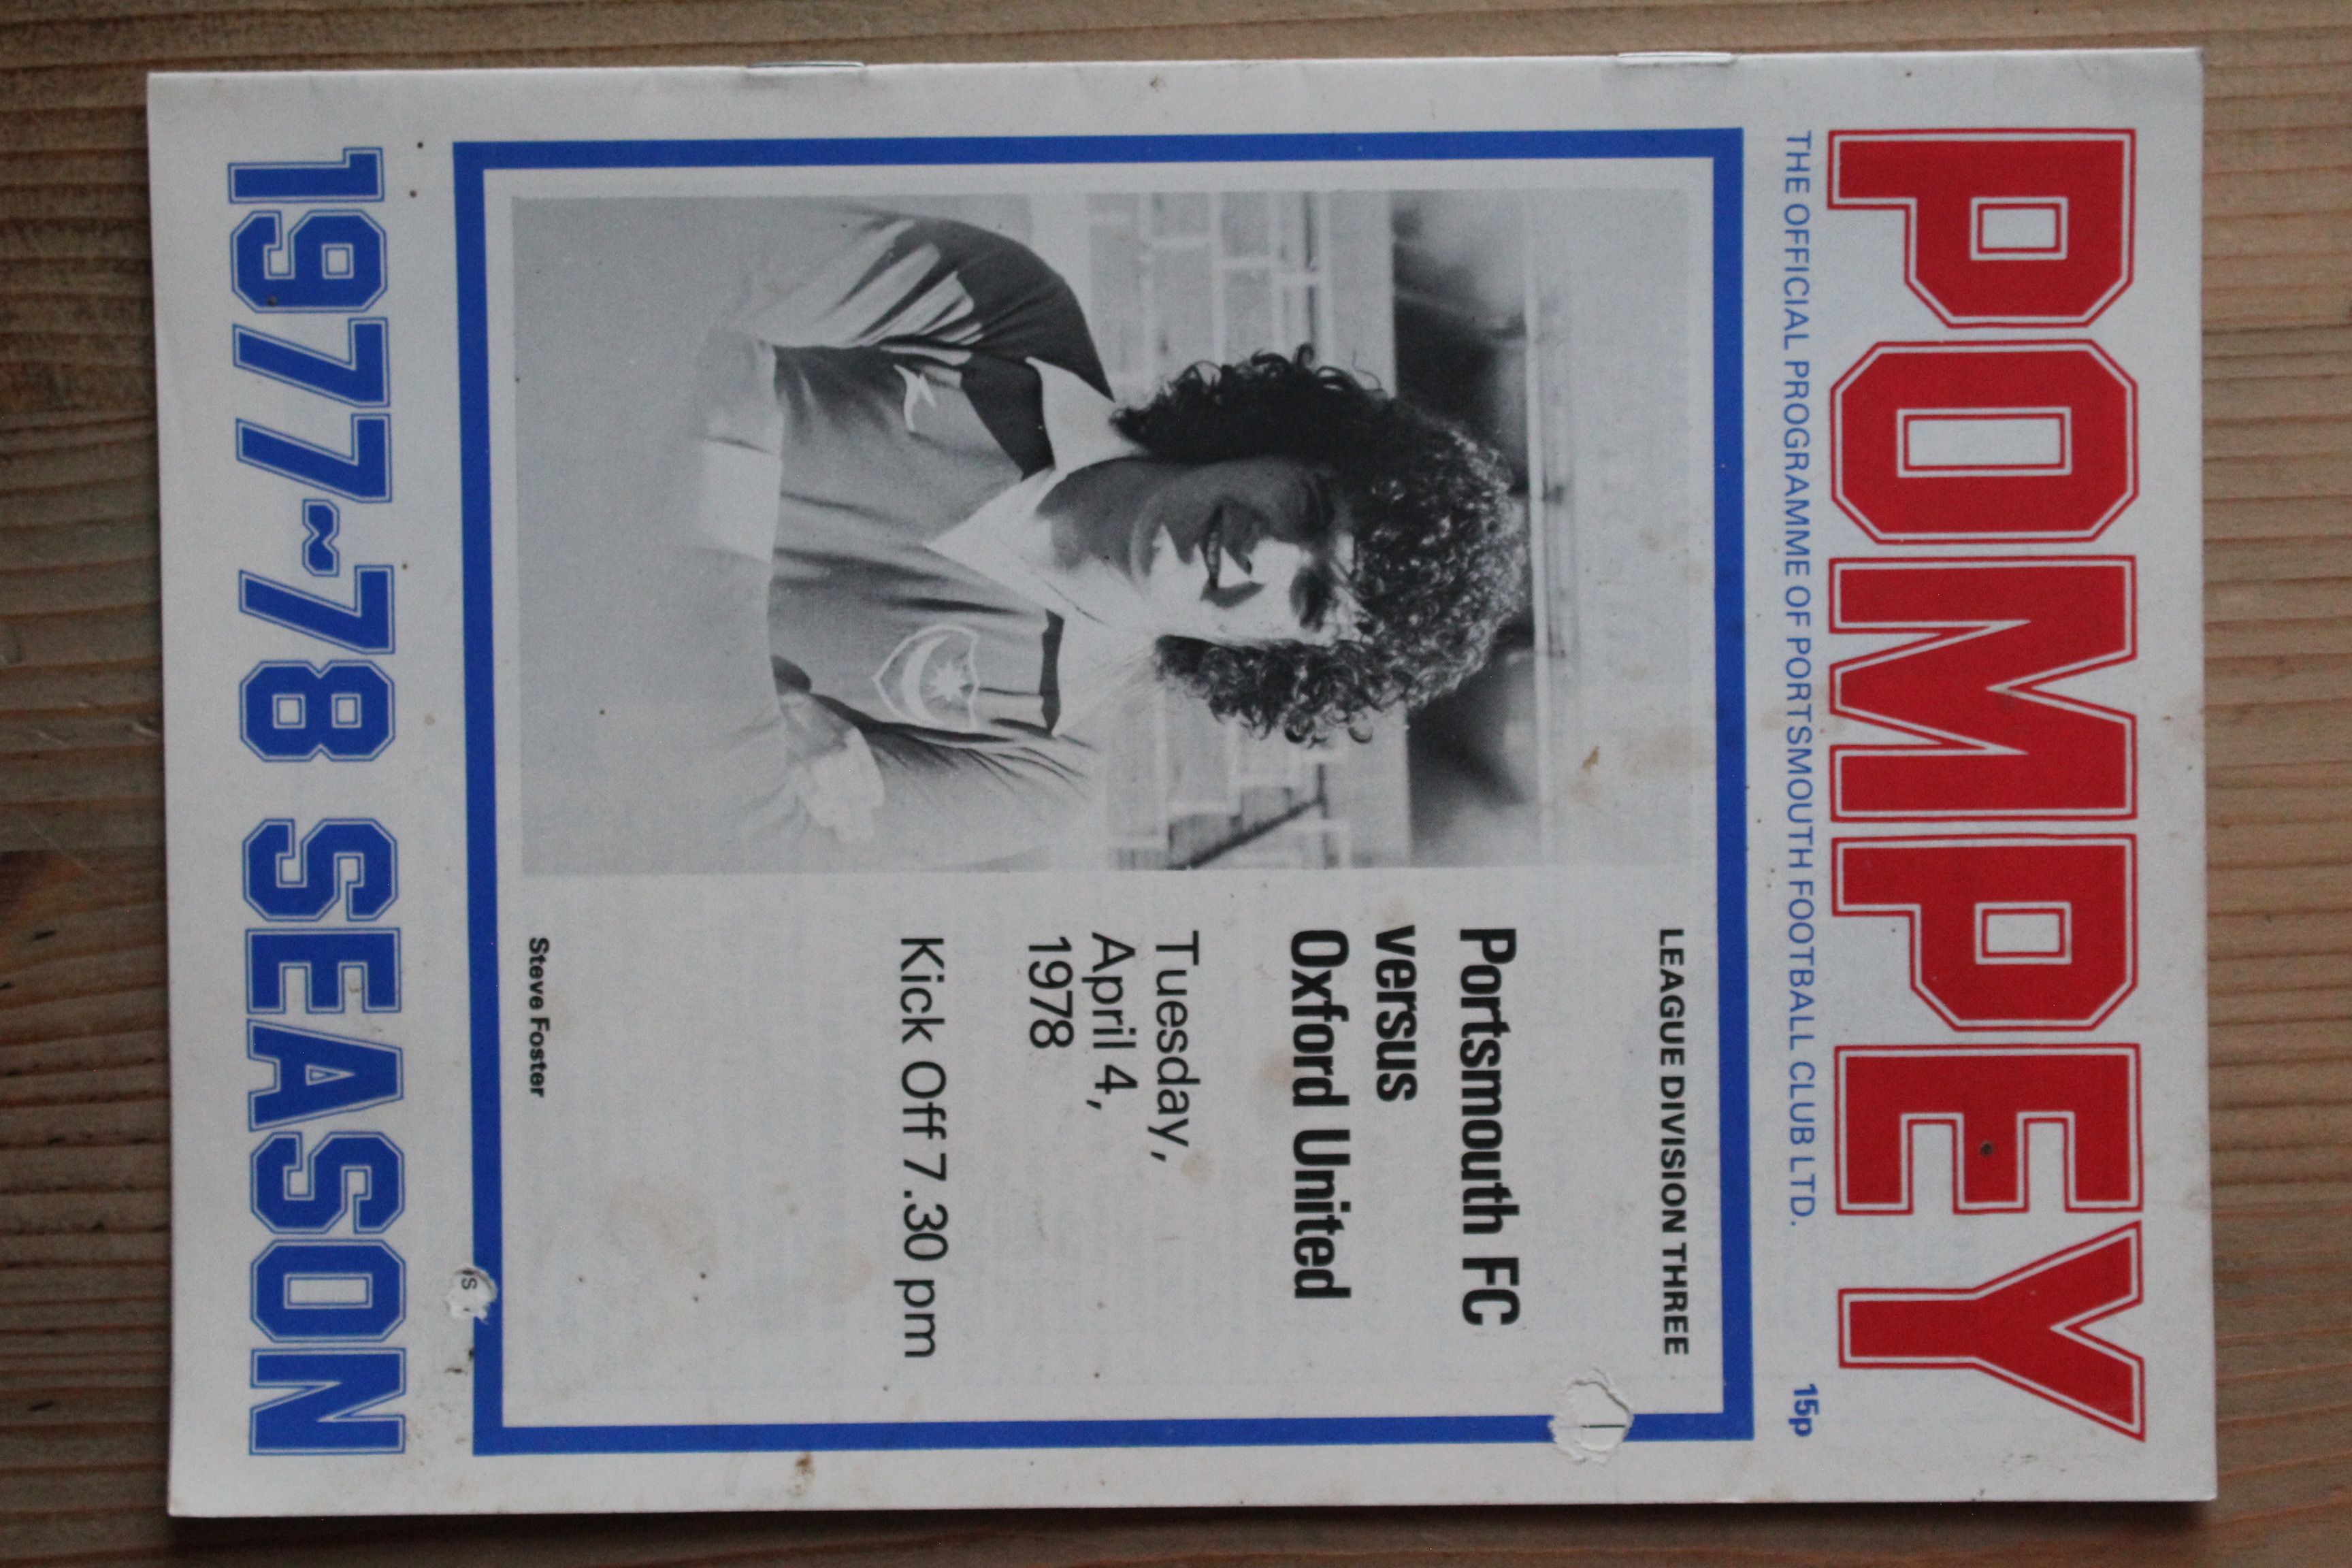 POMPEY
THE OFFICIAL PROGRAMME OF PORTSMOUTH FOOTBALL CLUB LTD.
15p
LEAGUE DIVISION THREE
Portsmouth FC
versus
Oxford United
Tuesday,
April 4,
1978
Kick Off 7.30 pm
Steve Foster
1977~78 SEASON